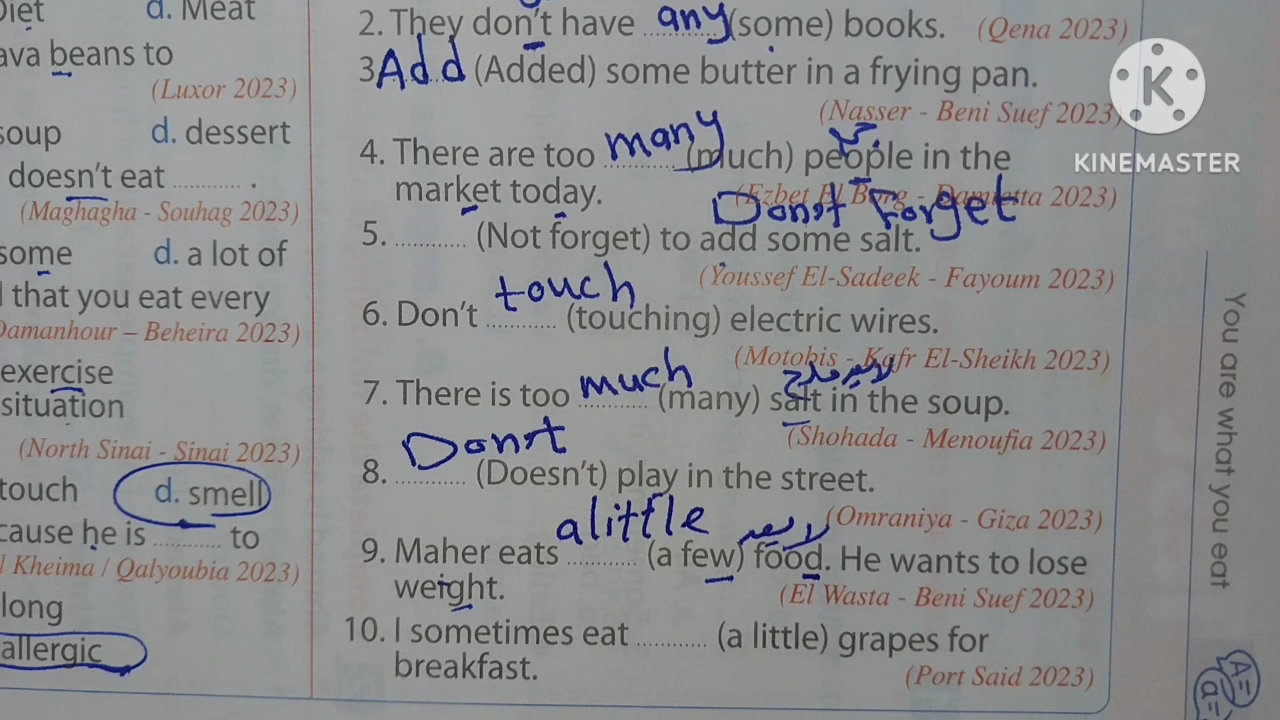 Diet d. Meat
ava beans to
(Luxor 2023)
soup d. dessert
doesn't eat ............ .
(Maghagha - Souhag 2023)
some d. a lot of
that you eat every
Damanhour – Beheira 2023)
exercise
situation
(North Sinai - Sinai 2023)
touch d. smell
cause he is ............ to
l Kheima / Qalyoubia 2023)
long
allergic
2. They don't have any (some) books. (Qena 2023)
3 Add (Added) some butter in a frying pan.
(Nasser - Beni Suef 2023)
4. There are too many (much) people in the
market today. (Ezbet El Borg - Damietta 2023)
Don't Forget
5. ............ (Not forget) to add some salt.
(Youssef El-Sadeek - Fayoum 2023)
touch
6. Don't ............ (touching) electric wires.
(Motobis - Kafr El-Sheikh 2023)
much
7. There is too ............ (many) salt in the soup.
(Shohada - Menoufia 2023)
Don't
8. ............ (Doesn't) play in the street.
(Omraniya - Giza 2023)
a little
9. Maher eats ............ (a few) food. He wants to lose
weight. (El Wasta - Beni Suef 2023)
10. I sometimes eat ............ (a little) grapes for
breakfast. (Port Said 2023)
K
KINEMASTER
You are what you eat
A=
a=